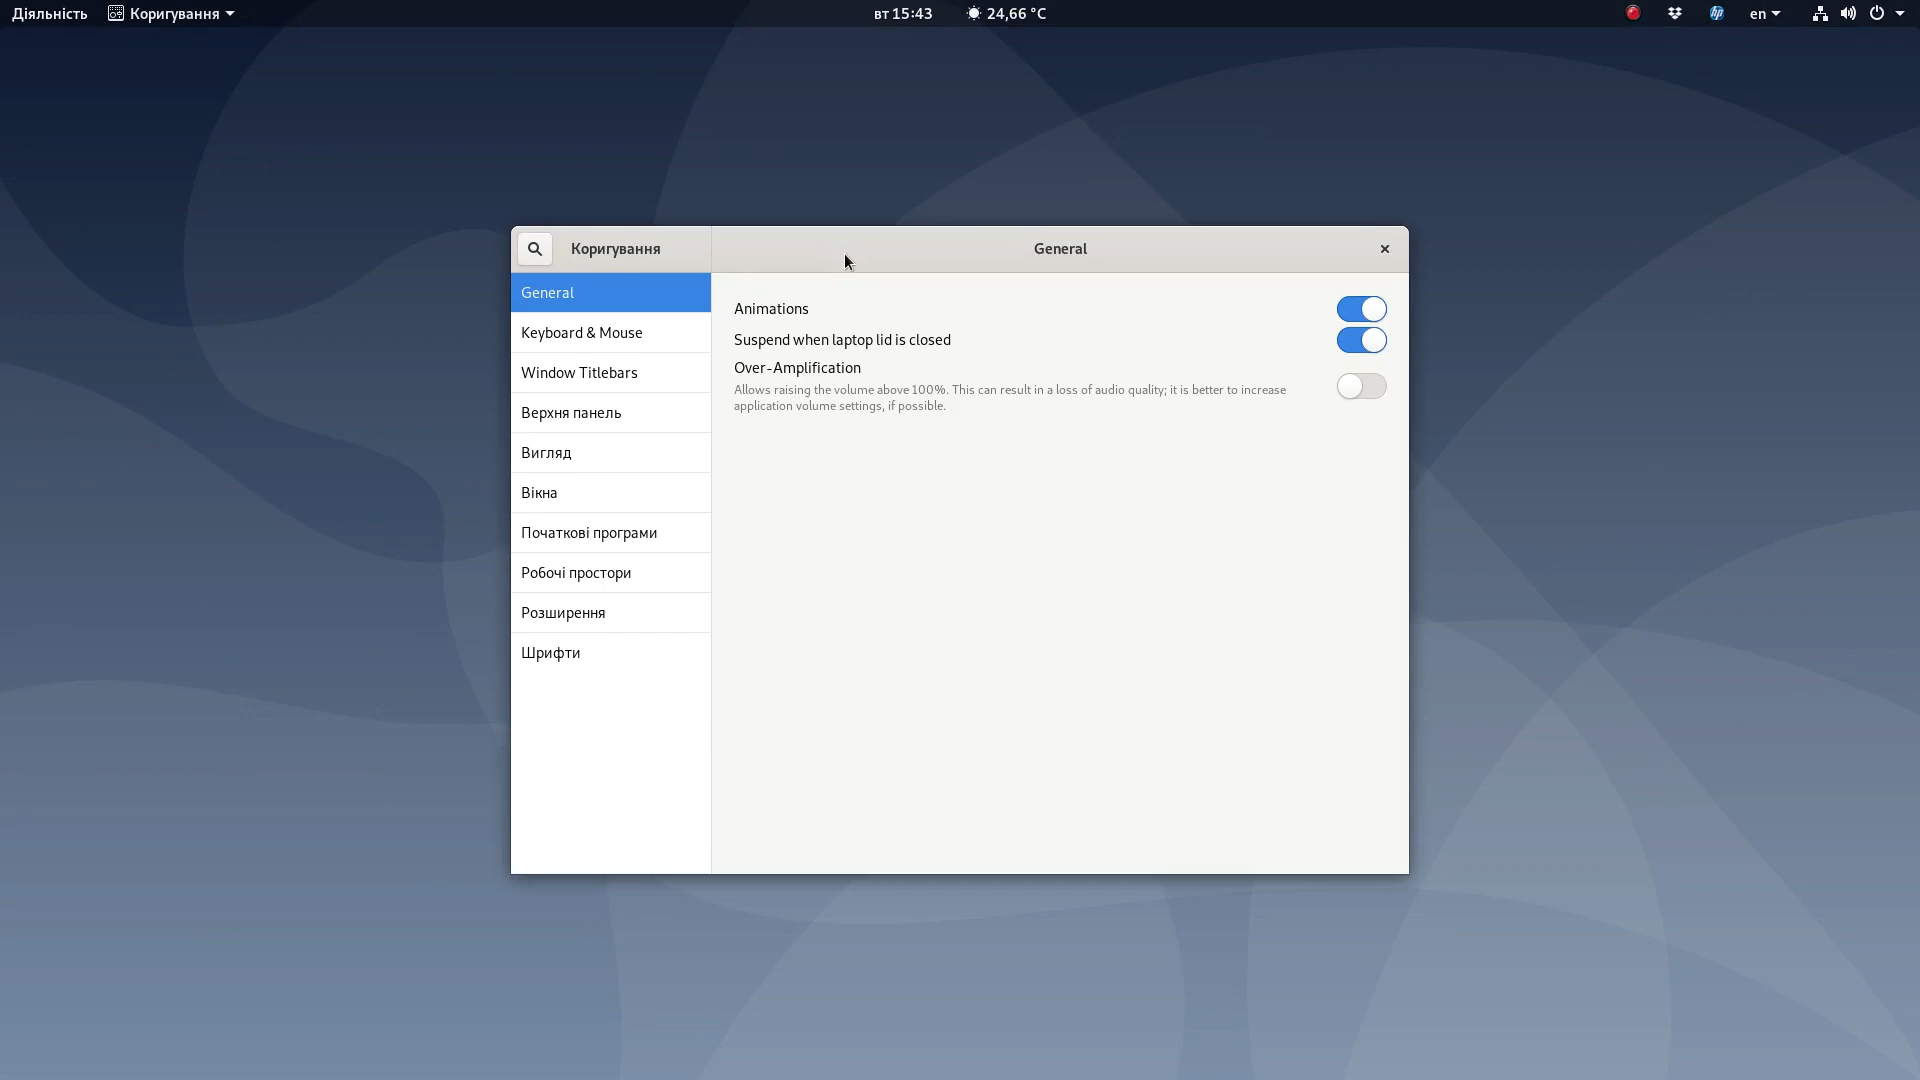 Діяльність
Коригування
вт 15:43
24,66 °C
hp
en
Коригування
General
General
Keyboard & Mouse
Window Titlebars
Верхня панель
Вигляд
Вікна
Початкові програми
Робочі простори
Розширення
Шрифти
Animations
Suspend when laptop lid is closed
Over-Amplification
Allows raising the volume above 100%. This can result in a loss of audio quality; it is better to increase
application volume settings, if possible.